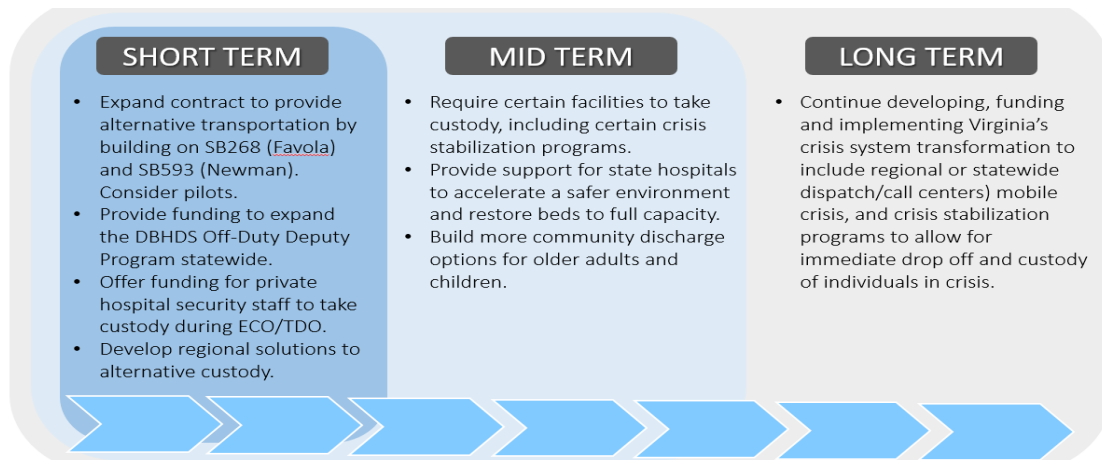 SHORT TERM
• Expand contract to provide
alternative transportation by
building on SB268 (Favola)
and SB593 (Newman).
Consider pilots.
• Provide funding to expand
the DBHDS Off-Duty Deputy
Program statewide.
• Offer funding for private
hospital security staff to take
custody during ECO/TDO.
• Develop regional solutions to
alternative custody.
MID TERM
• Require certain facilities to take
custody, including certain crisis
stabilization programs.
• Provide support for state hospitals
to accelerate a safer environment
and restore beds to full capacity.
• Build more community discharge
options for older adults and
children.
LONG TERM
• Continue developing, funding
and implementing Virginia’s
crisis system transformation to
include regional or statewide
dispatch/call centers) mobile
crisis, and crisis stabilization
programs to allow for
immediate drop off and custody
of individuals in crisis.